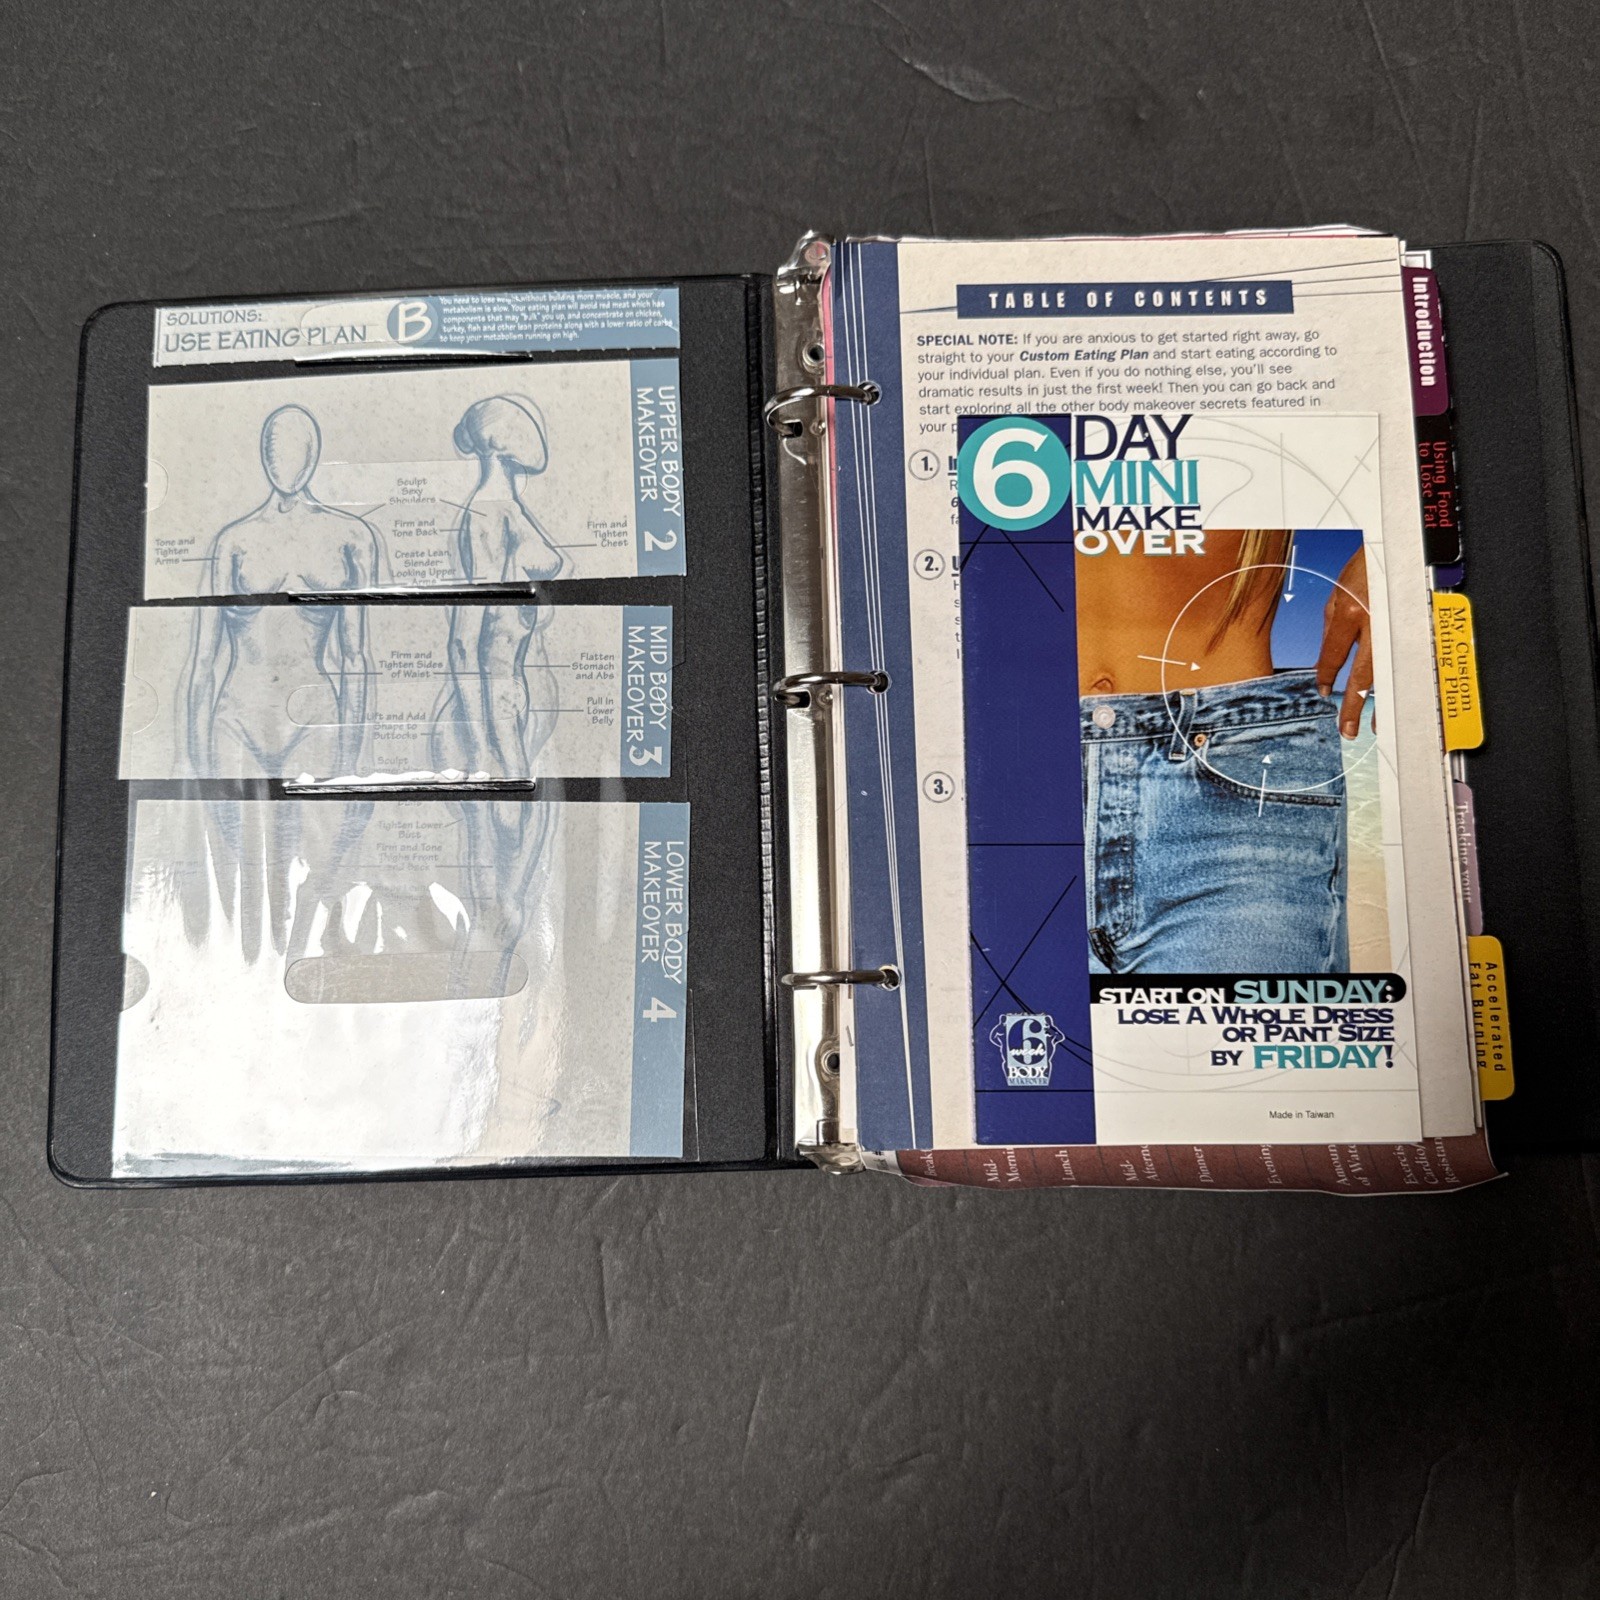 SOLUTIONS:
USE EATING PLAN B
You need to lose weight without building more muscle, and your
metabolism is slow. Your eating plan will avoid red meat which has
components that may "bulk" you up, and concentrate on chicken,
turkey, fish and other lean proteins along with a lower ratio of carbs
to keep your metabolism running on high.
UPPER BODY
MAKEOVER 2
Sculpt
Sexy
Shoulders
Firm and
Tone Back
Firm and
Tighten
Chest
Tone and
Tighten
Arms
Create Lean,
Slender-
Looking Upper
Arms
MID BODY
MAKEOVER 3
Firm and
Tighten Sides
of Waist
Flatten
Stomach
and Abs
Pull in
Lower
Belly
Lift and Add
Shape to
Buttocks
Sculpt
LOWER BODY
MAKEOVER 4
Tighten Lower
Butt
Firm and Tone
Thighs Front
and Back
TABLE OF CONTENTS
SPECIAL NOTE: If you are anxious to get started right away, go
straight to your Custom Eating Plan and start eating according to
your individual plan. Even if you do nothing else, you'll see
dramatic results in just the first week! Then you can go back and
start exploring all the other body makeover secrets featured in
your
1.
2.
3.
6 DAY
MINI
MAKE
OVER
START ON SUNDAY;
LOSE A WHOLE DRESS
OR PANT SIZE
BY FRIDAY!
6
week
BODY
MAKEOVER
Made in Taiwan
Introduction
Using Food
to Lose Fat
My Custom
Eating Plan
Tracking Your
Accelerated
Fat Burning
Mid-
Lunch
Mid-
Dinner